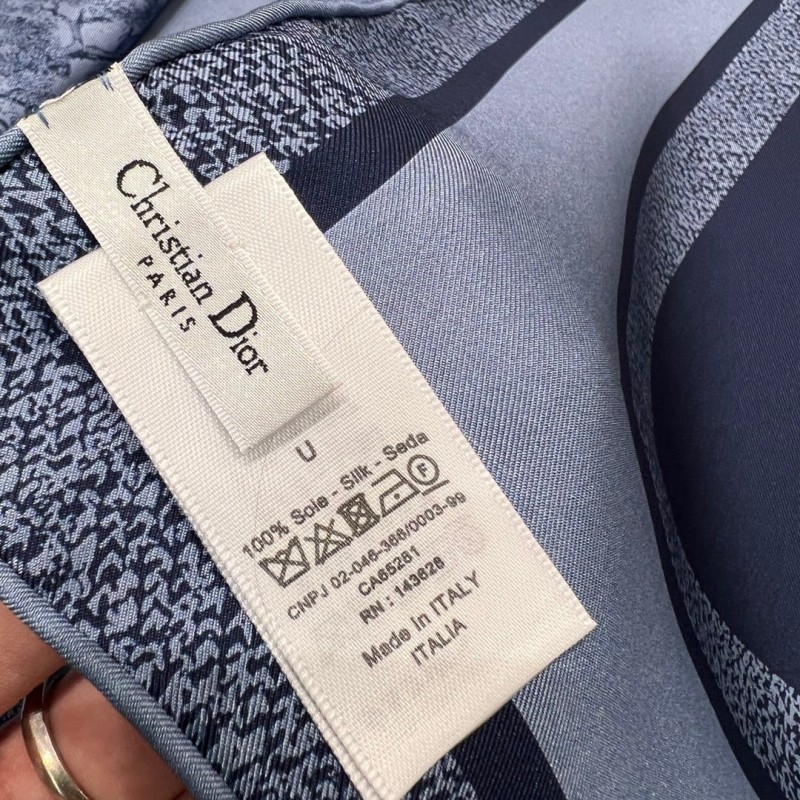 Christian Dior
PARIS
U
100% Soie - Silk - Seda
F
CNPJ 02-046-366/0003-99
CA65281
RN : 143628
Made In ITALY
ITALIA